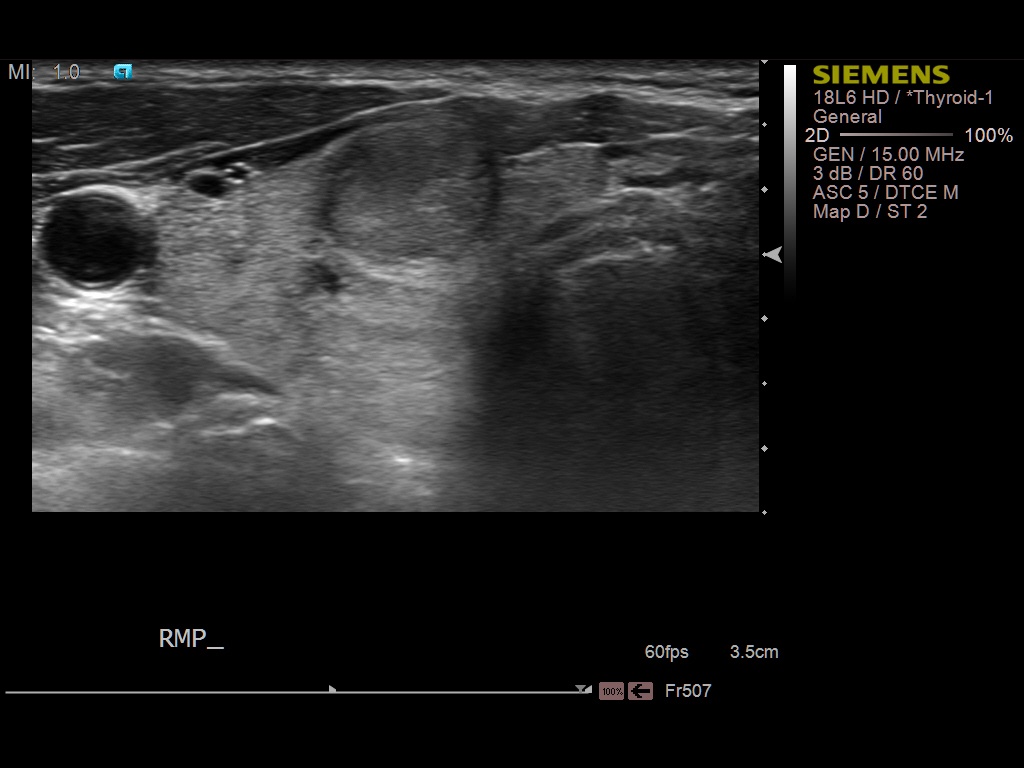 MI: 1.0
SIEMENS
18L6 HD / *Thyroid-1
General
2D 100%
GEN / 15.00 MHz
3 dB / DR 60
ASC 5 / DTCE M
Map D / ST 2
RMP_
60fps 3.5cm
100% Fr507